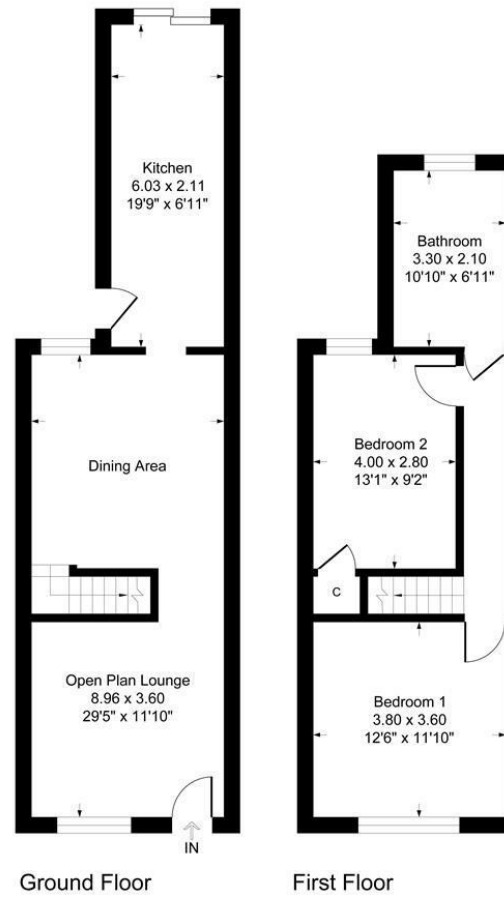 Kitchen
6.03 x 2.11
19'9" x 6'11"
Dining Area
Open Plan Lounge
8.96 x 3.60
29'5" x 11'10"
IN
Ground Floor
Bathroom
3.30 x 2.10
10'10" x 6'11"
Bedroom 2
4.00 x 2.80
13'1" x 9'2"
C
Bedroom 1
3.80 x 3.60
12'6" x 11'10"
First Floor